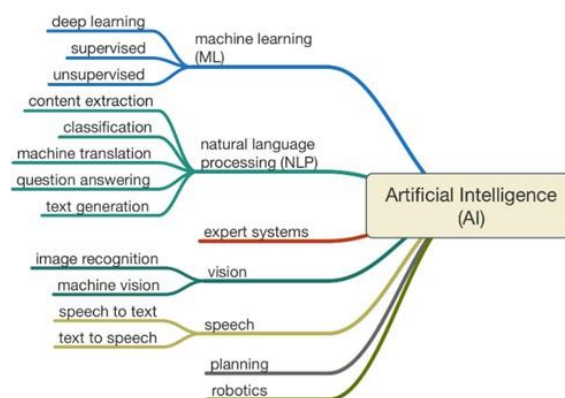 deep learning
supervised
unsupervised
machine learning
(ML)
content extraction
classification
machine translation
question answering
text generation
natural language
processing (NLP)
expert systems
image recognition
machine vision
vision
speech to text
text to speech
speech
planning
robotics
Artificial Intelligence
(AI)